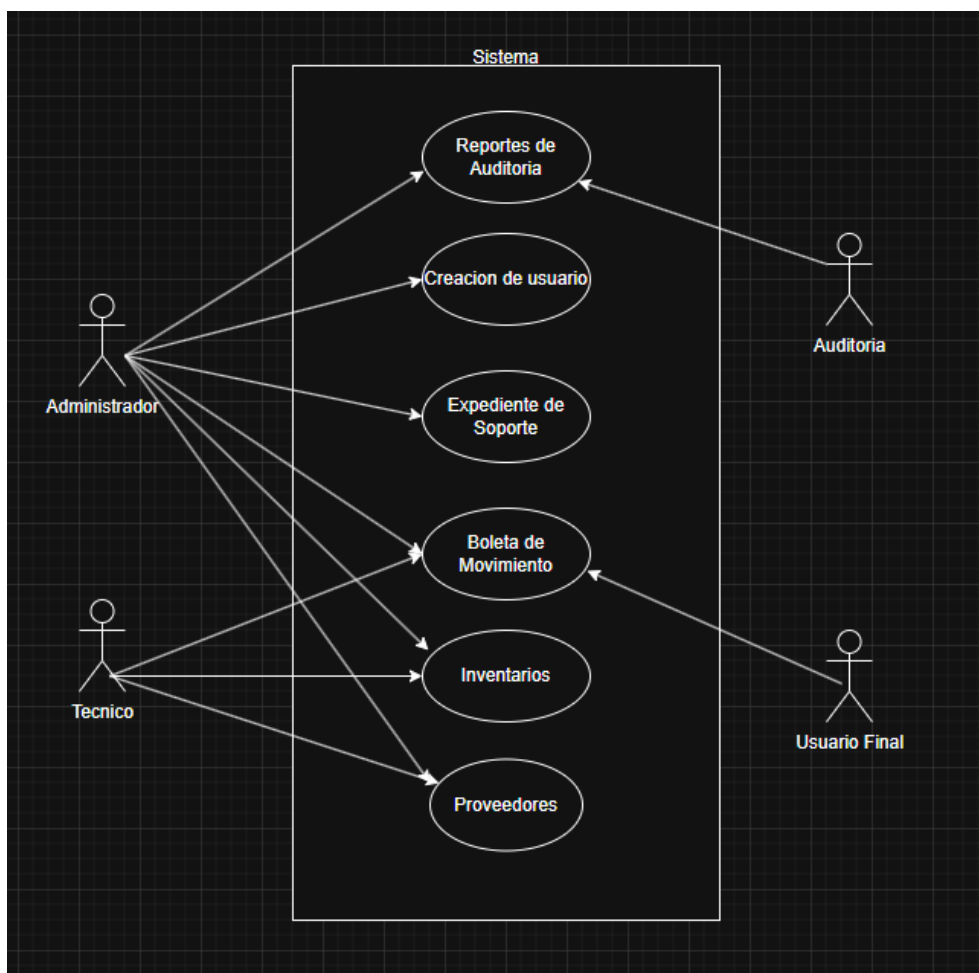 Sistema
Reportes de
Auditoria
Creacion de usuario
Auditoria
Administrador
Expediente de
Soporte
Boleta de
Movimiento
Inventarios
Tecnico
Usuario Final
Proveedores